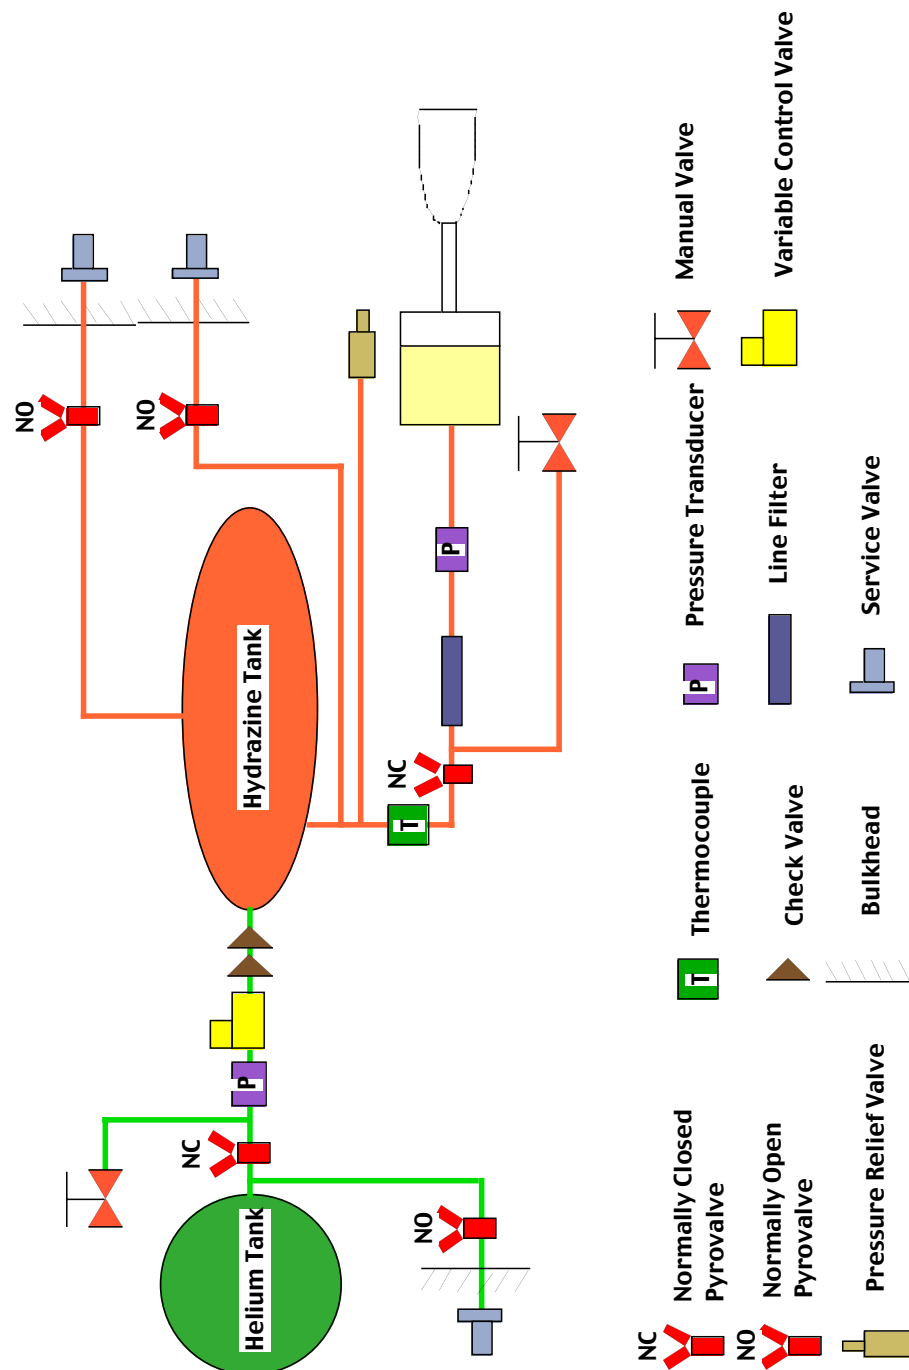 NO
NO
NC
Helium Tank
P
Hydrazine Tank
NC
T
NO
P
NC
Normally Closed
Pyrovalve
NO
Normally Open
Pyrovalve
Pressure Relief Valve
T
Thermocouple
Check Valve
Bulkhead
P
Pressure Transducer
Line Filter
Service Valve
Manual Valve
Variable Control Valve